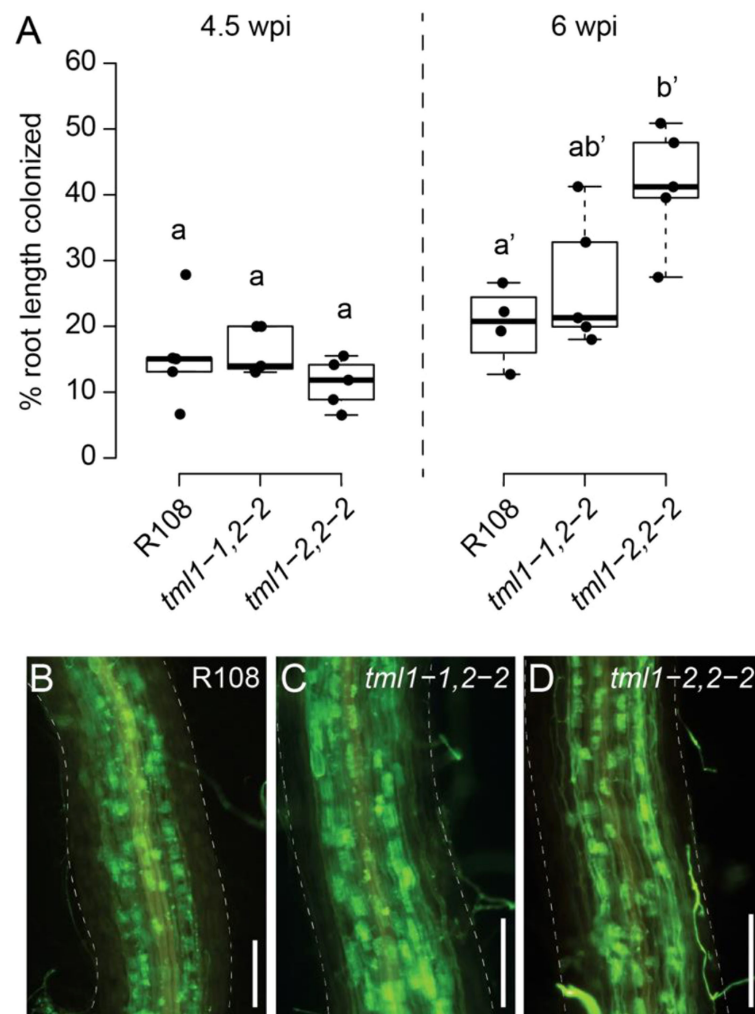 A
4.5 wpi
6 wpi
% root length colonized
60
50
40
30
20
10
0
a
a
a
a’
ab’
b’
R108
tml1−1,2−2
tml1−2,2−2
R108
tml1−1,2−2
tml1−2,2−2
B R108
C tml1−1,2−2
D tml1−2,2−2